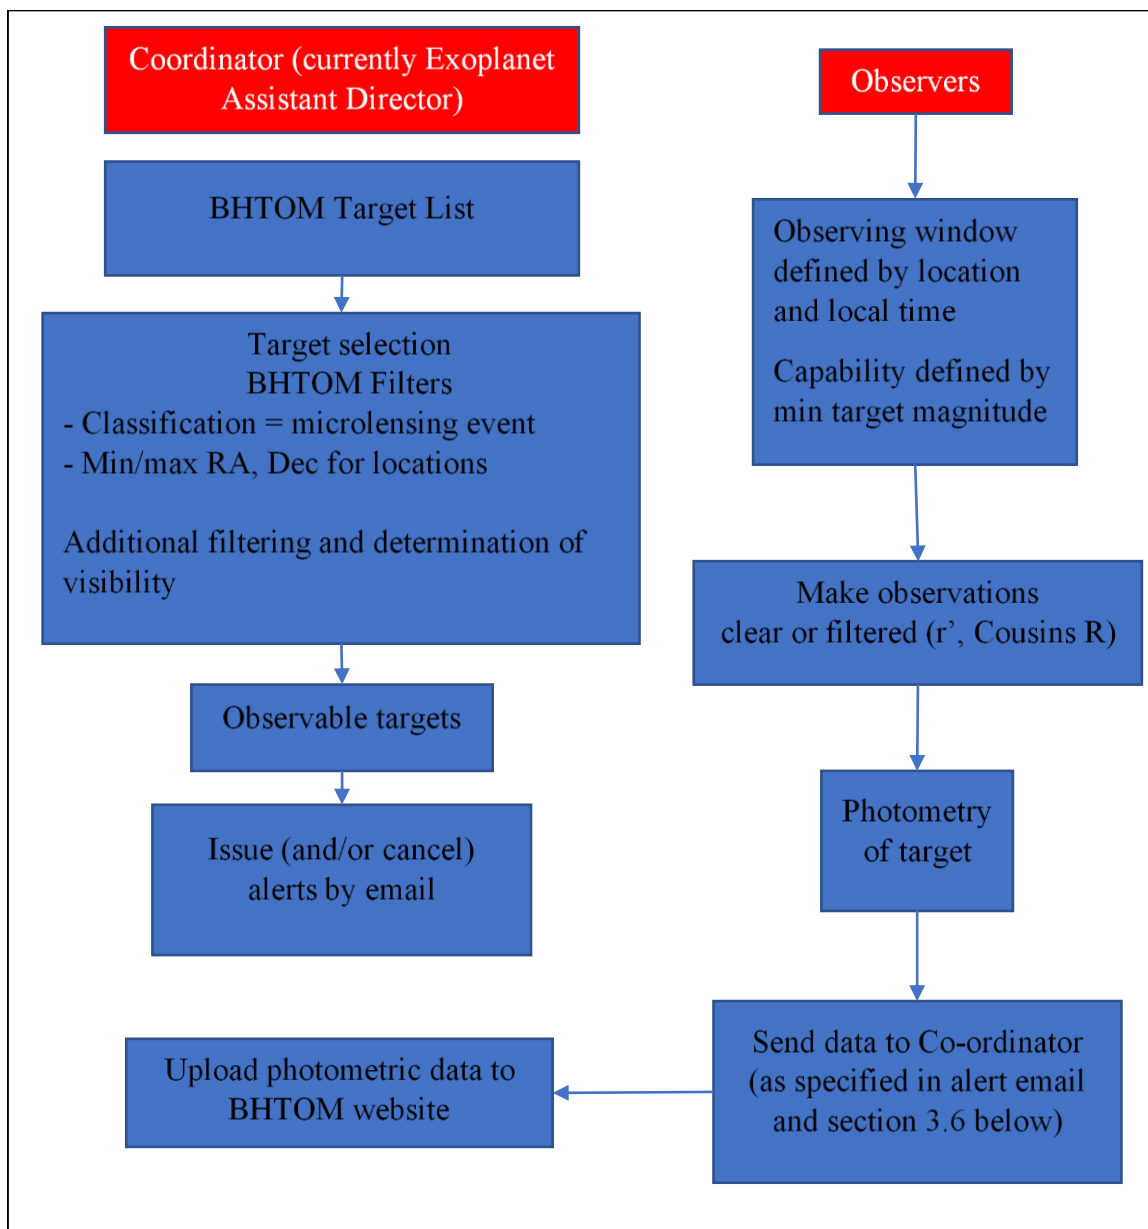 Coordinator (currently Exoplanet
Assistant Director)
BHTOM Target List
Target selection
BHTOM Filters
- Classification = microlensing event
- Min/max RA, Dec for locations
Additional filtering and determination of
visibility
Observable targets
Issue (and/or cancel)
alerts by email
Observers
Observing window
defined by location
and local time
Capability defined by
min target magnitude
Make observations
clear or filtered (r’, Cousins R)
Photometry
of target
Send data to Co-ordinator
(as specified in alert email
and section 3.6 below)
Upload photometric data to
BHTOM website